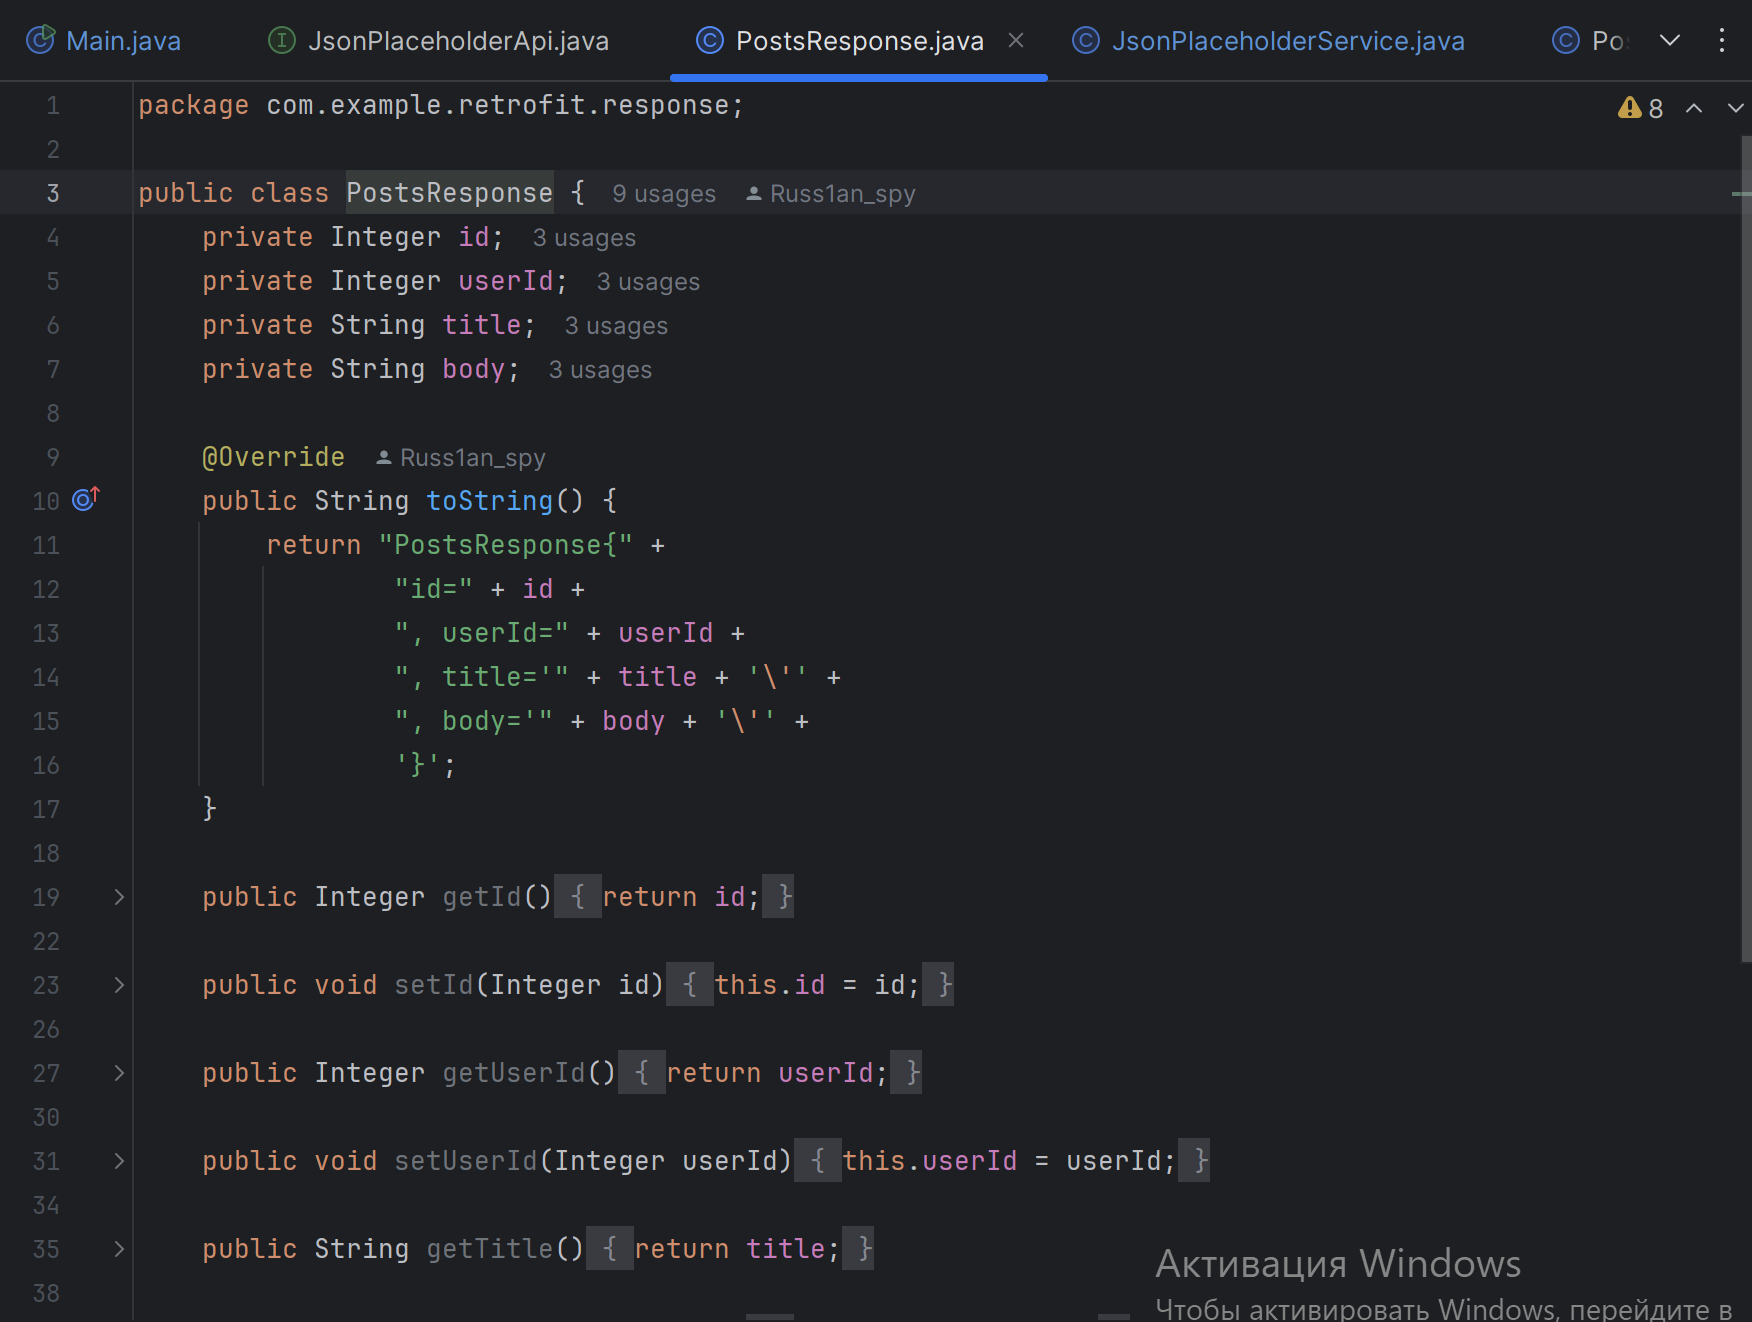 Main.java JsonPlaceholderApi.java PostsResponse.java JsonPlaceholderService.java Po
8
1 package com.example.retrofit.response;
2
3 public class PostsResponse { 9 usages Russ1an_spy
4 private Integer id; 3 usages
5 private Integer userId; 3 usages
6 private String title; 3 usages
7 private String body; 3 usages
8
9 @Override Russ1an_spy
10 public String toString() {
11 return "PostsResponse{" +
12 "id=" + id +
13 ", userId=" + userId +
14 ", title='" + title + '\'' +
15 ", body='" + body + '\'' +
16 '}';
17 }
18
19 public Integer getId() { return id; }
22
23 public void setId(Integer id) { this.id = id; }
26
27 public Integer getUserId() { return userId; }
30
31 public void setUserId(Integer userId) { this.userId = userId; }
34
35 public String getTitle() { return title; }
38
Активация Windows
Чтобы активировать Windows, перейдите в